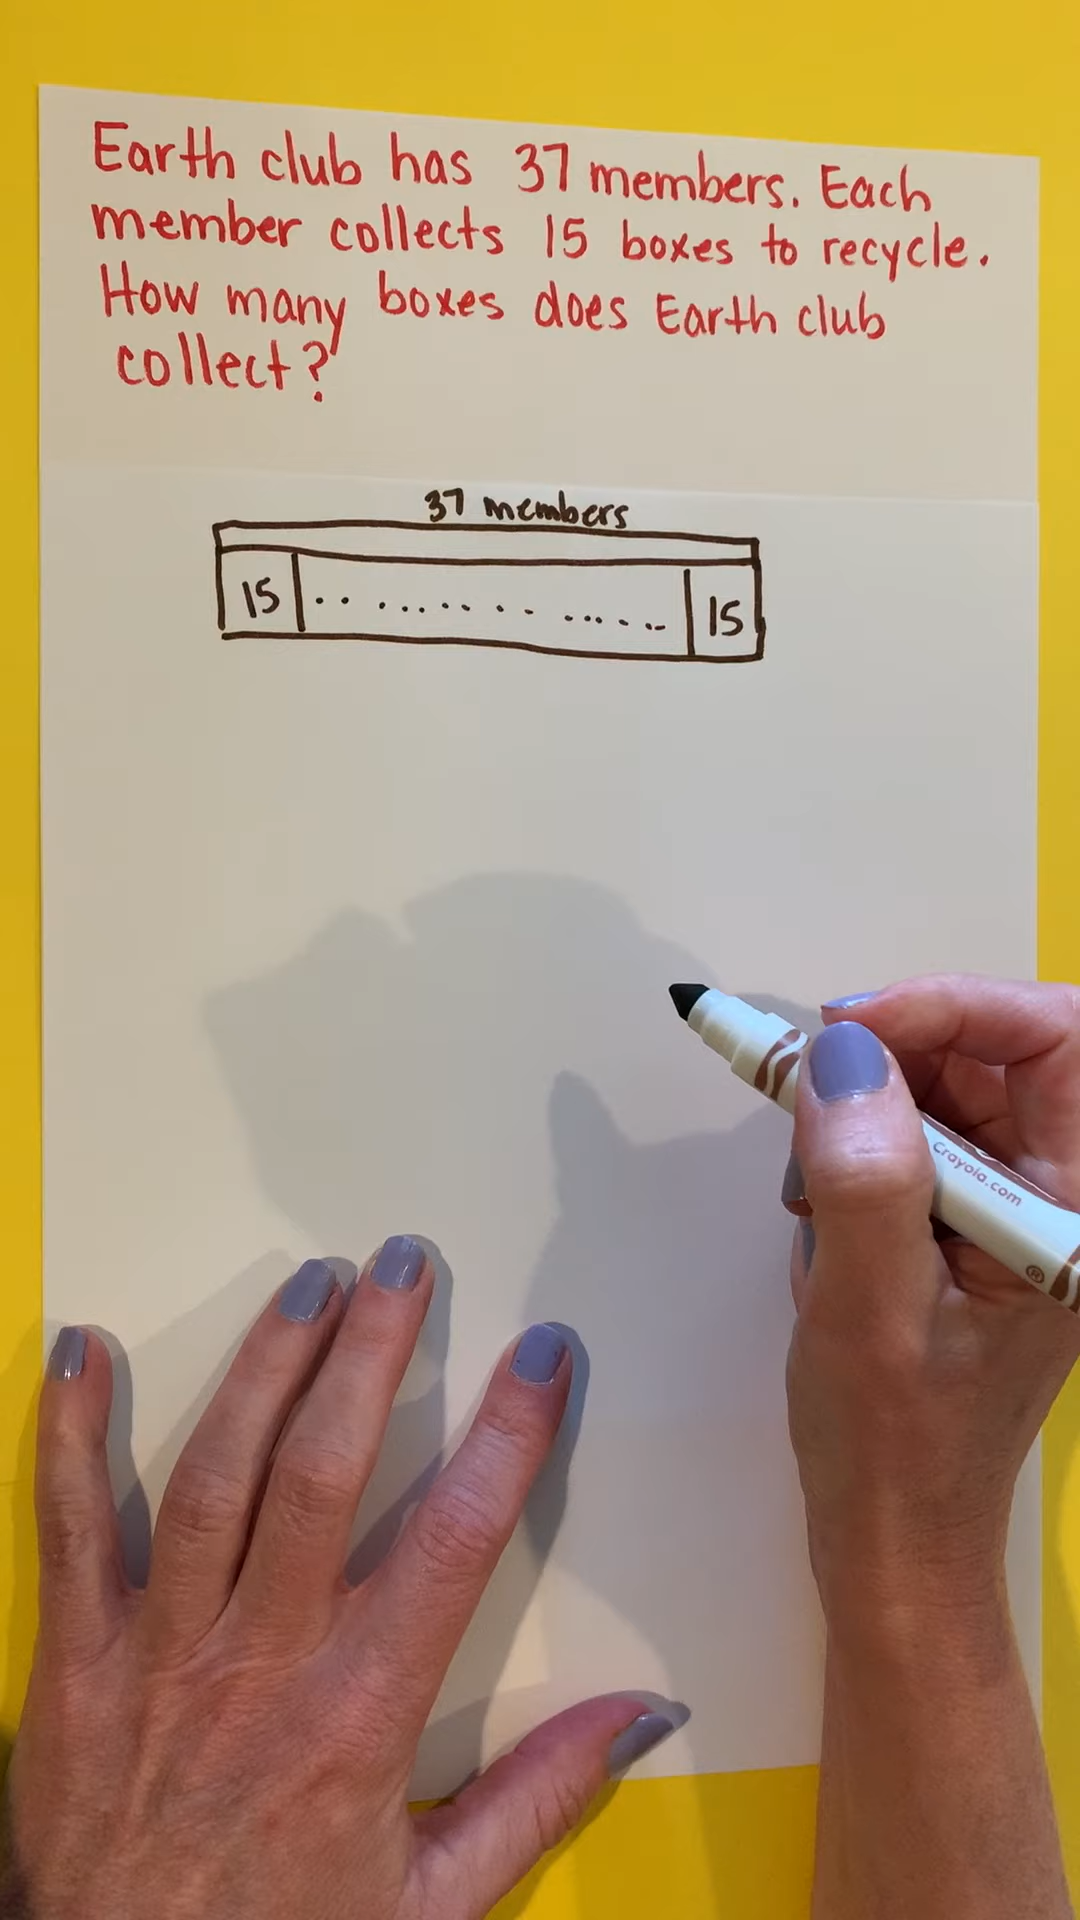 Earth club has 37 members. Each
member collects 15 boxes to recycle.
How many boxes does Earth club
collect?
37 members
15 .. ... .. . . ... . .. 15
Crayola.com
®